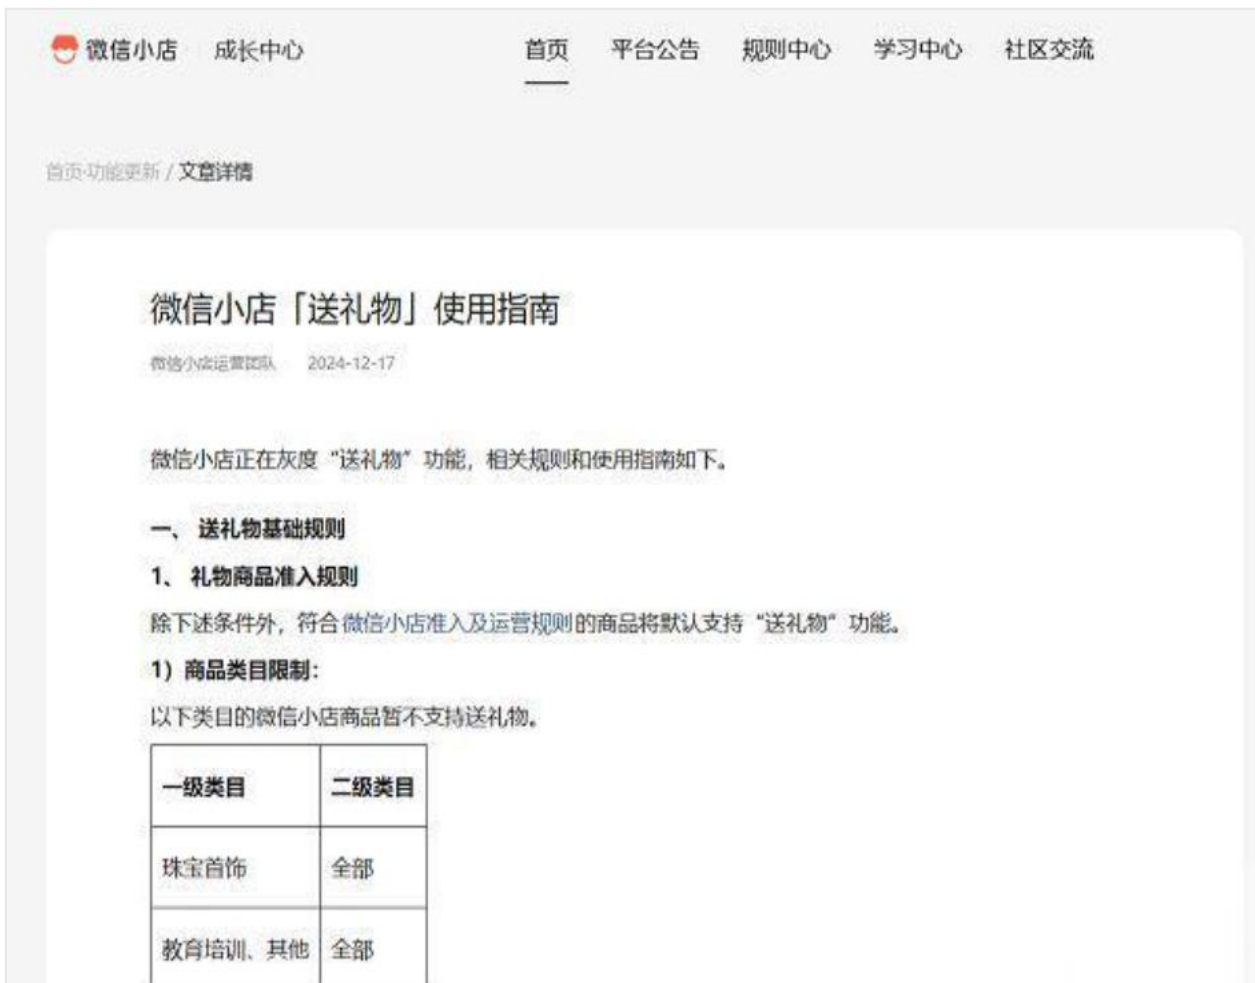 微信小店 成长中心 首页 平台公告 规则中心 学习中心 社区交流
首页·功能更新 / 文章详情
微信小店「送礼物」使用指南
微信小店运营团队 2024-12-17
微信小店正在灰度“送礼物”功能，相关规则和使用指南如下。
一、 送礼物基础规则
1、 礼物商品准入规则
除下述条件外，符合微信小店准入及运营规则的商品将默认支持“送礼物”功能。
1）商品类目限制：
以下类目的微信小店商品暂不支持送礼物。
一级类目 二级类目
珠宝首饰 全部
教育培训、其他 全部